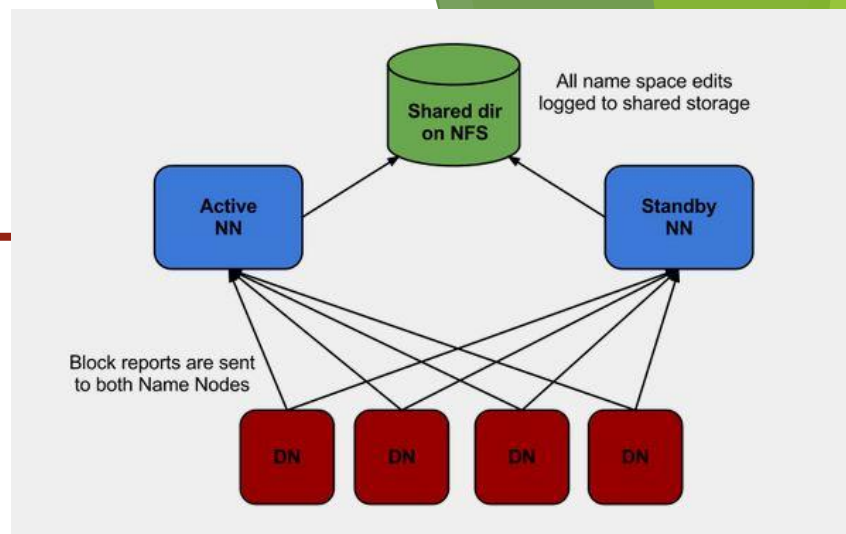 Shared dir
on NFS
All name space edits
logged to shared storage
Active
NN
Standby
NN
Block reports are sent
to both Name Nodes
DN
DN
DN
DN